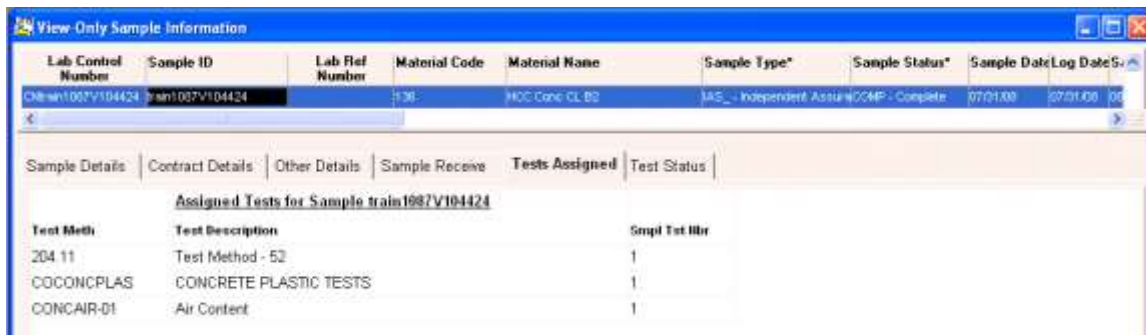 View-Only Sample Information
Lab Control Number Sample ID Lab Ref Number Material Code Material Name Sample Type* Sample Status* Sample Date Log Date
train1087V104424 HCC Conc CL B2 IAS_ - Independent COMP - Complete 07/01/08 07/01/08
Sample Details Contract Details Other Details Sample Receive Tests Assigned Test Status
Assigned Tests for Sample train1087V104424
Test Meth Test Description Smpl Tst Nbr
204.11 Test Method - 52 1
COCONCPLAS CONCRETE PLASTIC TESTS 1
CONCAIR-01 Air Content 1